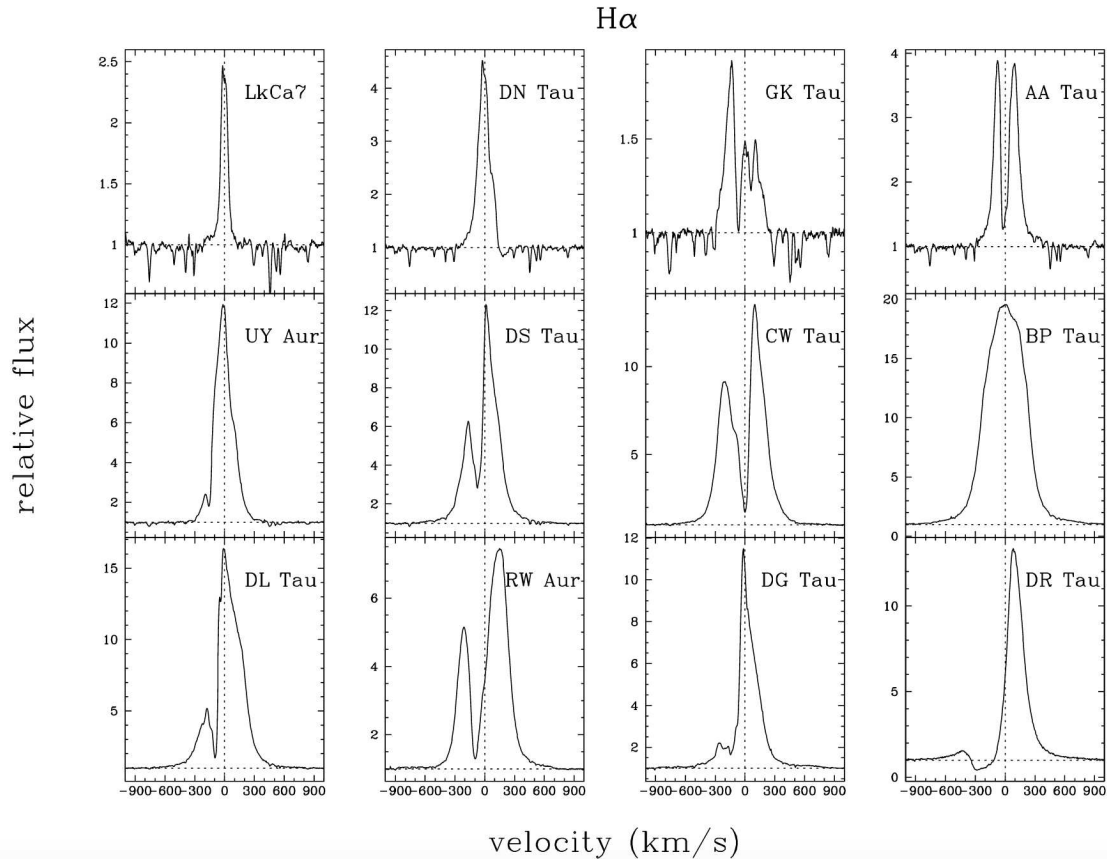 Hα
relative flux
LkCa7
2.5
2
1.5
1
DN Tau
4
3
2
1
GK Tau
1.5
1
AA Tau
4
3
2
1
UY Aur
12
10
8
6
4
2
DS Tau
12
10
8
6
4
2
CW Tau
10
5
BP Tau
20
15
10
5
0
DL Tau
15
10
5
RW Aur
6
4
2
DG Tau
12
10
8
6
4
2
DR Tau
10
5
0
−900−600−300 0 300 600 900
−900−600−300 0 300 600 900
−900−600−300 0 300 600 900
−900−600−300 0 300 600 900
velocity (km/s)